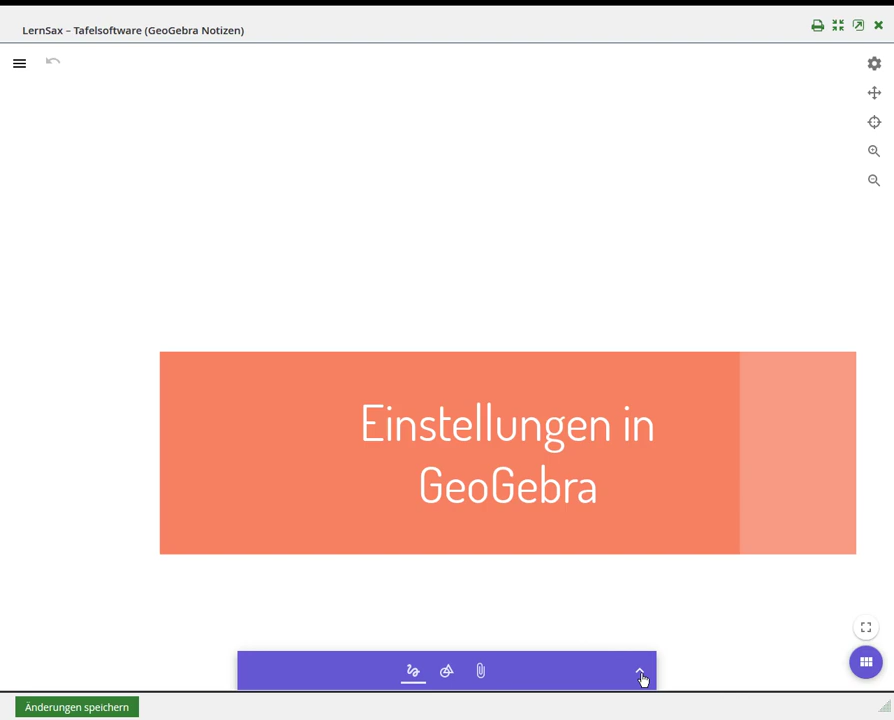 LernSax – Tafelsoftware (GeoGebra Notizen)
Einstellungen in
GeoGebra
Änderungen speichern